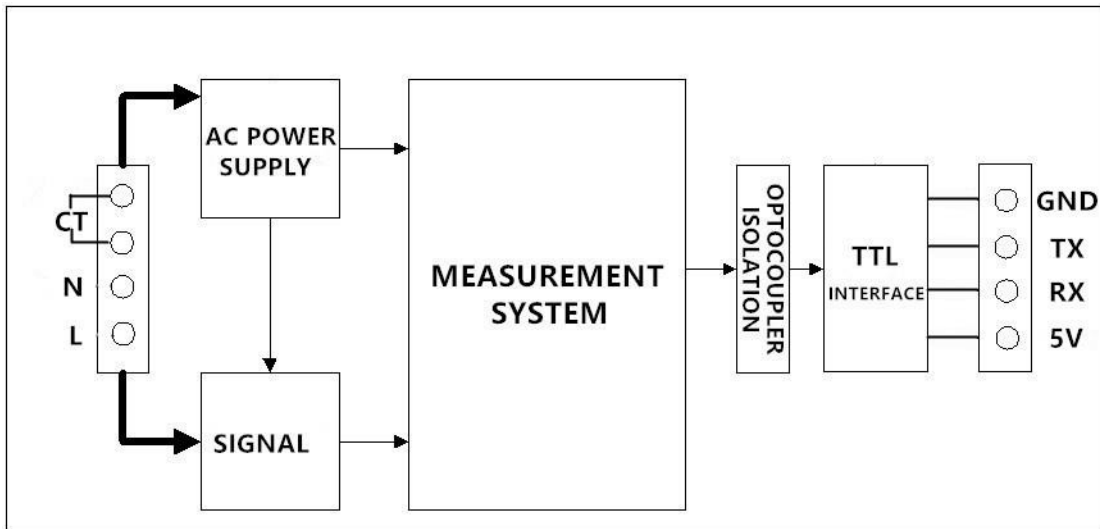 AC POWER
SUPPLY
CT
N
L
SIGNAL
MEASUREMENT
SYSTEM
OPTOCOUPLER
ISOLATION
TTL
INTERFACE
GND
TX
RX
5V